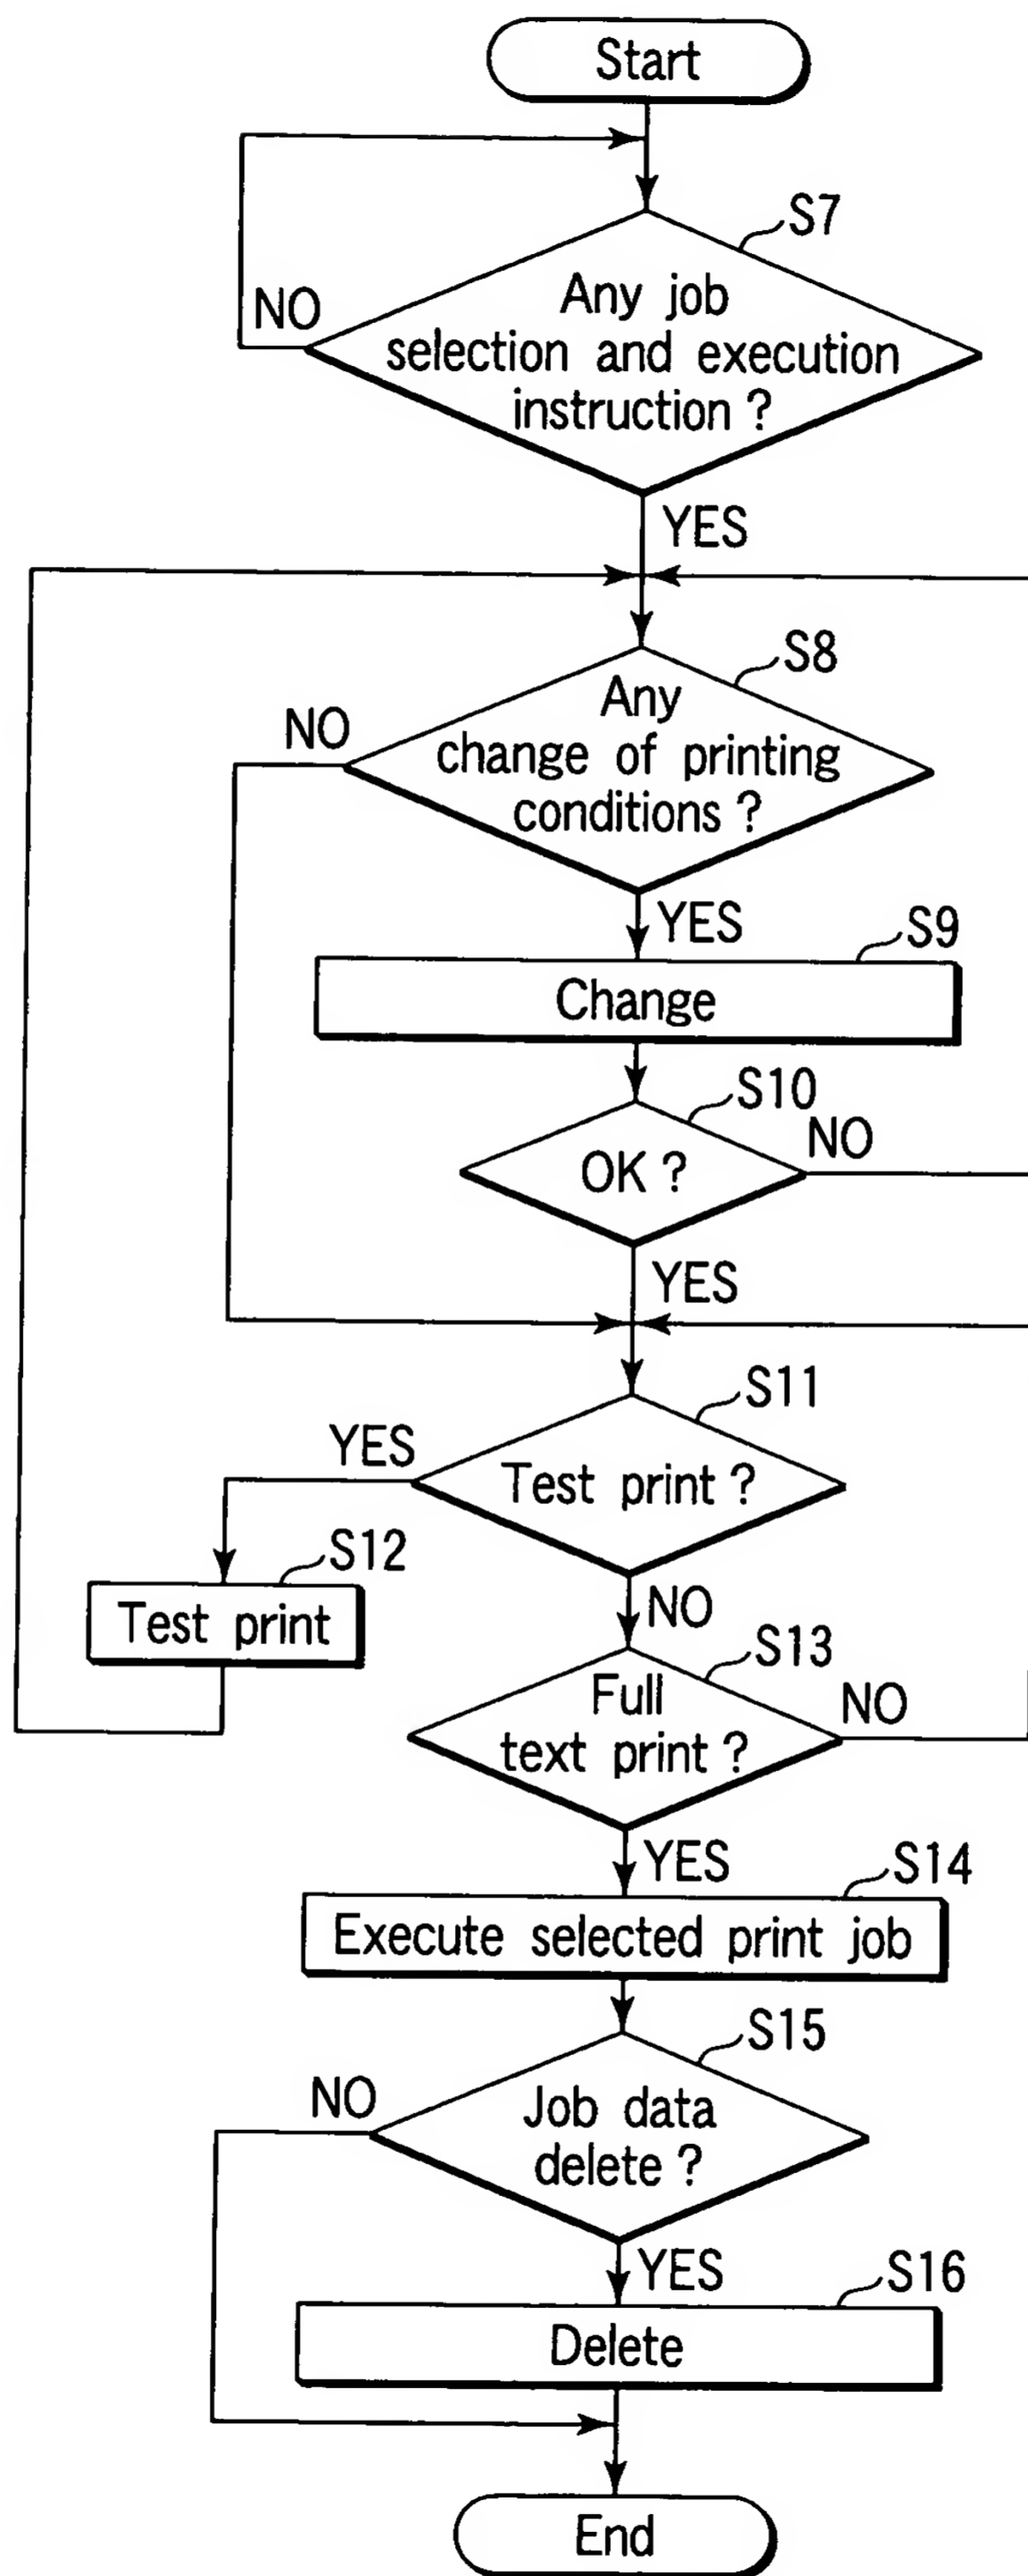 Start
S7
NO
Any job
selection and execution
instruction ?
YES
S8
NO
Any
change of printing
conditions ?
YES
S9
Change
S10
NO
OK ?
YES
S11
YES
Test print ?
S12
Test print
NO
S13
Full
text print ?
NO
YES
S14
Execute selected print job
S15
NO
Job data
delete ?
YES
S16
Delete
End